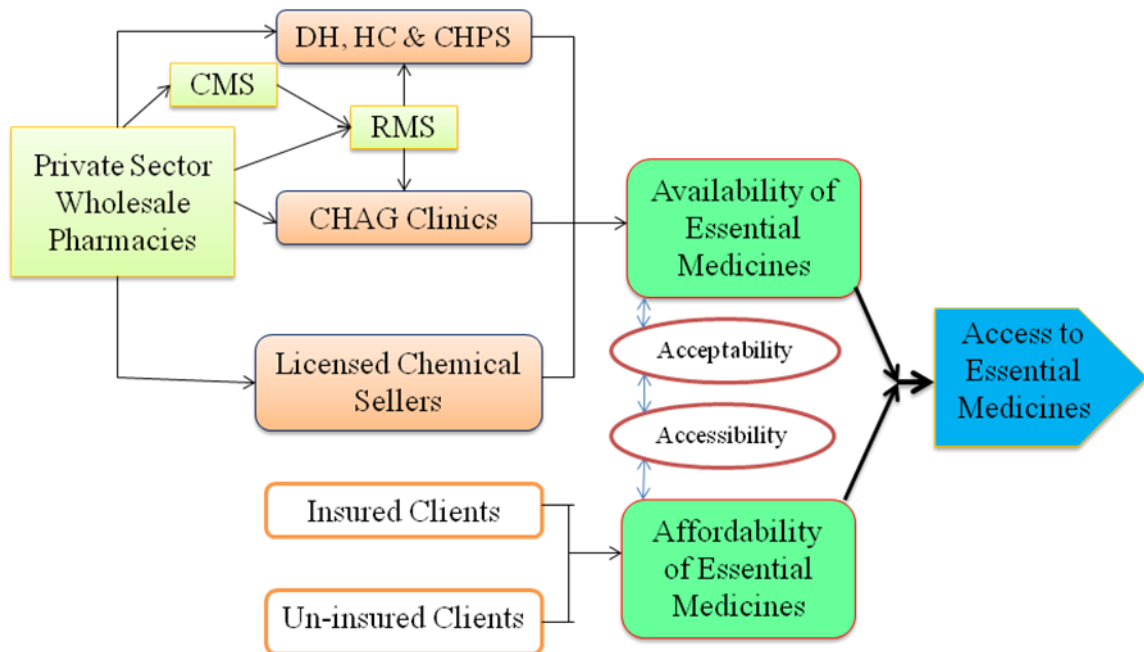 DH, HC & CHPS
CMS
RMS
Private Sector
Wholesale
Pharmacies
CHAG Clinics
Licensed Chemical
Sellers
Availability of
Essential
Medicines
Acceptability
Accessibility
Access to
Essential
Medicines
Insured Clients
Un-insured Clients
Affordability
of Essential
Medicines